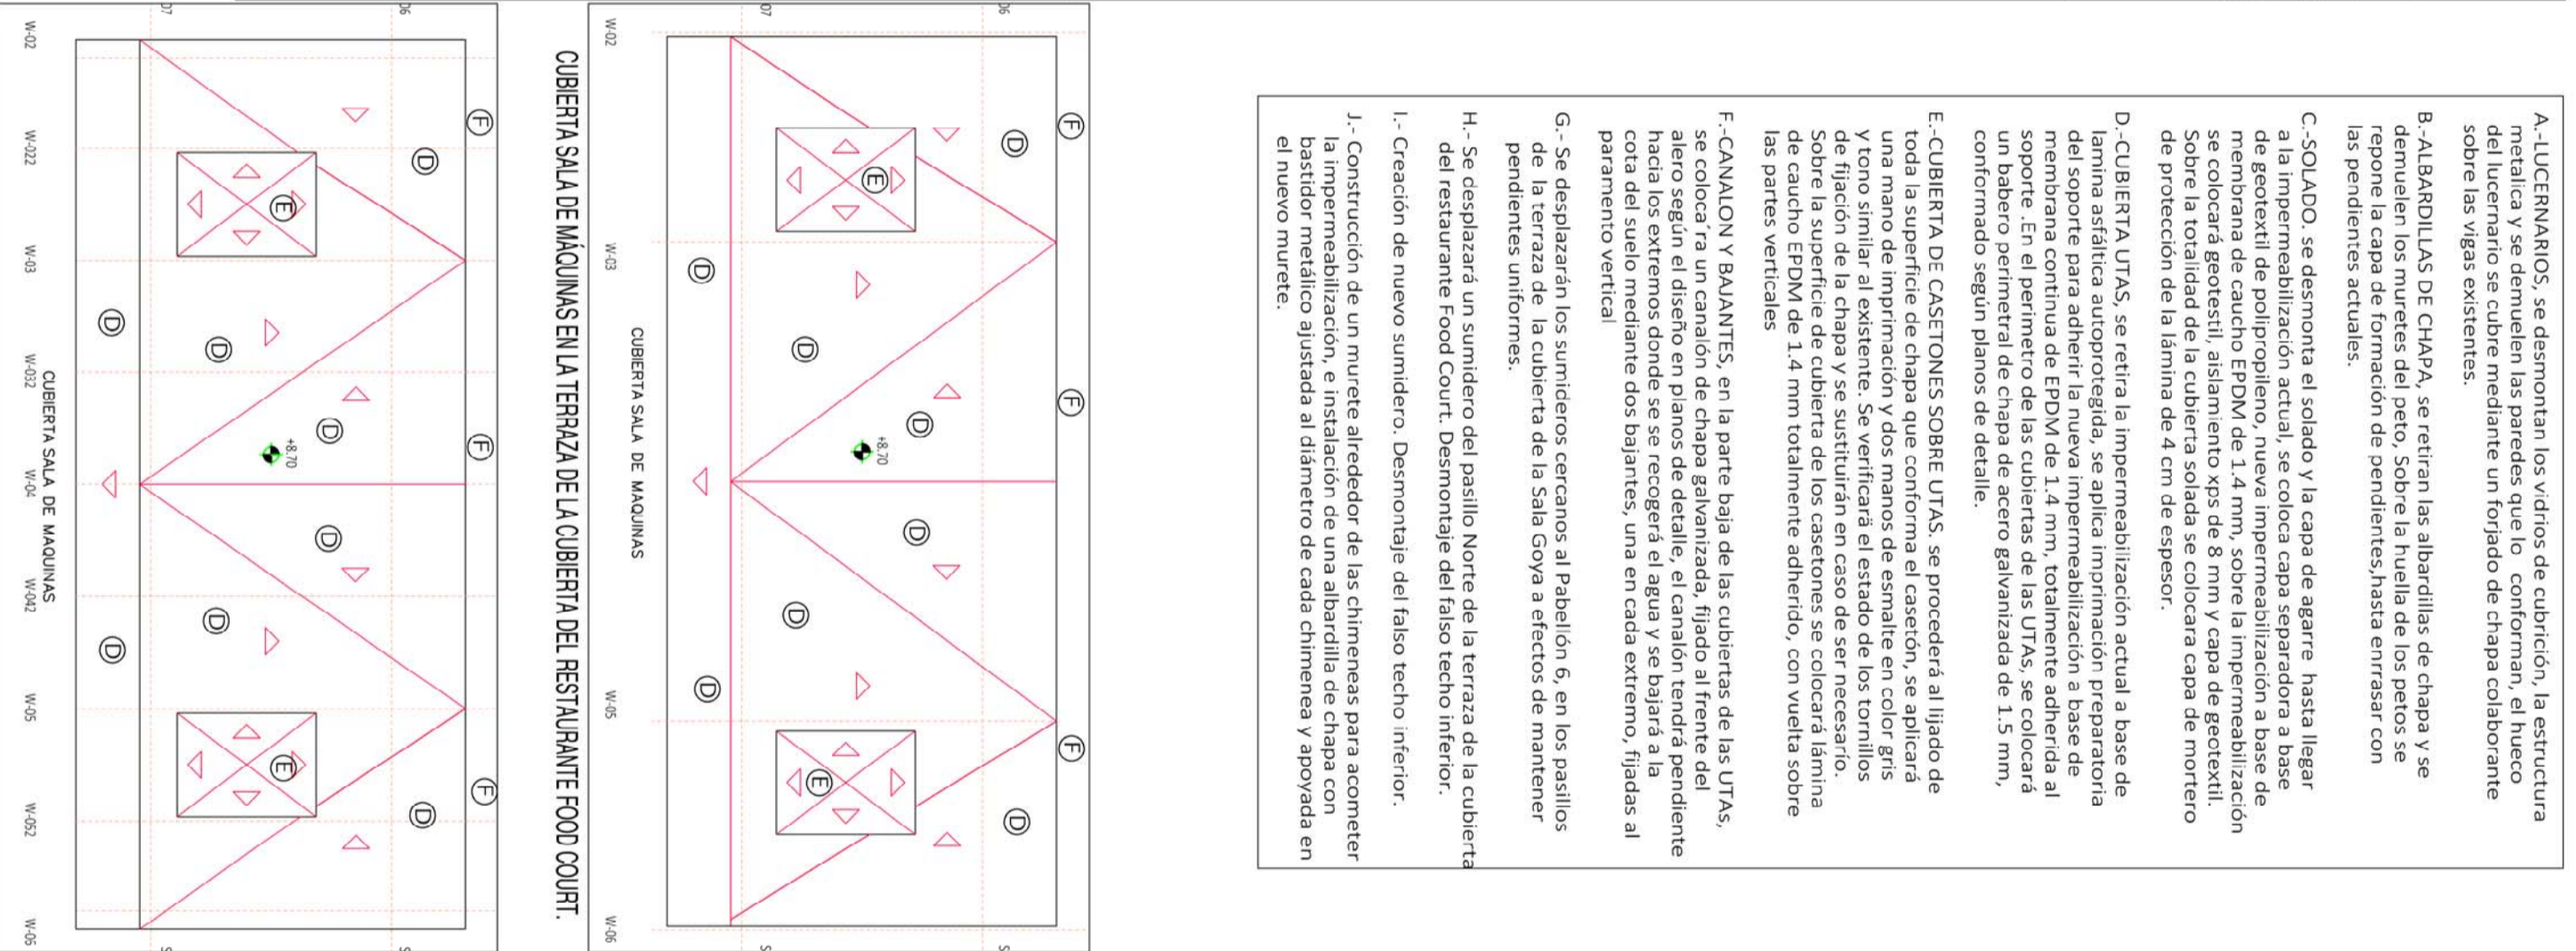 A.-LUCERNARIOS, se desmontan los vidrios de cubrición, la estructura
metalica y se demuelen las paredes que lo conforman, el hueco
del lucernario se cubre mediante un forjado de chapa colaborante
sobre las vigas existentes.
B.-ALBARDILLAS DE CHAPA, se retiran las albardillas de chapa y se
demuelen los muretes del peto, Sobre la huella de los petos se
repone la capa de formación de pendientes,hasta enrrasar con
las pendientes actuales.
C.-SOLADO. se desmonta el solado y la capa de agarre hasta llegar
a la impermeabilización actual, se coloca capa separadora a base
de geotextil de polipropileno, nueva impermeabilización a base de
membrana de caucho EPDM de 1.4 mm, sobre la impermeabilización
se colocará geotestil, aislamiento xps de 8 mm y capa de geotextil.
Sobre la totalidad de la cubierta solada se colocara capa de mortero
de protección de la lámina de 4 cm de espesor.
D.-CUBIERTA UTAS, se retira la impermeabilización actual a base de
lamina asfáltica autoprotegida, se aplica imprimación preparatoria
del soporte para adherir la nueva impermeabilización a base de
membrana continua de EPDM de 1.4 mm, totalmente adherida al
soporte .En el perimetro de las cubiertas de las UTAs, se colocará
un babero perimetral de chapa de acero galvanizada de 1.5 mm,
conformado según planos de detalle.
E.-CUBIERTA DE CASETONES SOBRE UTAS. se procederá al lijado de
toda la superficie de chapa que conforma el casetón, se aplicará
una mano de imprimación y dos manos de esmalte en color gris
y tono similar al existente. Se verificará el estado de los tornillos
de fijación de la chapa y se sustituirán en caso de ser necesario.
Sobre la superficie de cubierta de los casetones se colocará lámina
de caucho EPDM de 1.4 mm totalmente adherido, con vuelta sobre
las partes verticales
F.-CANALON Y BAJANTES, en la parte baja de las cubiertas de las UTAs,
se coloca´ra un canalón de chapa galvanizada, fijado al frente del
alero según el diseño en planos de detalle, el canalón tendrá pendiente
hacia los extremos donde se se recogerá el agua y se bajará a la
cota del suelo mediante dos bajantes, una en cada extremo, fijadas al
paramento vertical
G.- Se desplazarán los sumideros cercanos al Pabellón 6, en los pasillos
de la terraza de la cubierta de la Sala Goya a efectos de mantener
pendientes uniformes.
H.- Se desplazará un sumidero del pasillo Norte de la terraza de la cubierta
del restaurante Food Court. Desmontaje del falso techo inferior.
I.- Creación de nuevo sumidero. Desmontaje del falso techo inferior.
J.- Construcción de un murete alrededor de las chimeneas para acometer
la impermeabilización, e instalación de una albardilla de chapa con
bastidor metálico ajustada al diámetro de cada chimenea y apoyada en
el nuevo murete.
F F F
06
D D
D D
E E
+8.70
D D
07
D D
W-02 W-03 W-05 W-06
CUBIERTA SALA DE MAQUINAS
CUBIERTA SALA DE MÁQUINAS EN LA TERRAZA DE LA CUBIERTA DEL RESTAURANTE FOOD COURT.
F F F
06
D D
D D
E E
+8.70
D D
07
D D
W-02 W-022 W-03 W-032 W-04 W-042 W-05 W-052 W-06
CUBIERTA SALA DE MAQUINAS